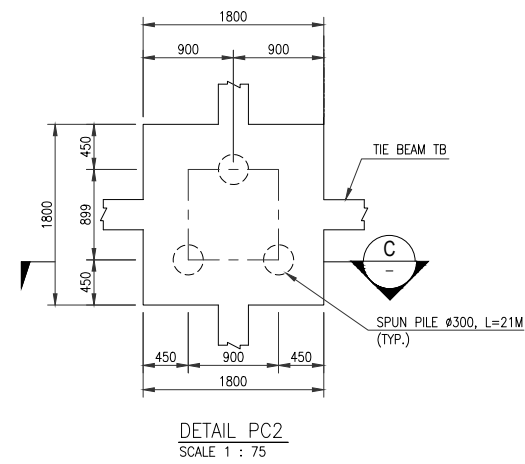 1800
900 900
450
899
450
1800
TIE BEAM TB
C
-
SPUN PILE ø300, L=21M
(TYP.)
450 900 450
1800
DETAIL PC2
SCALE 1 : 75